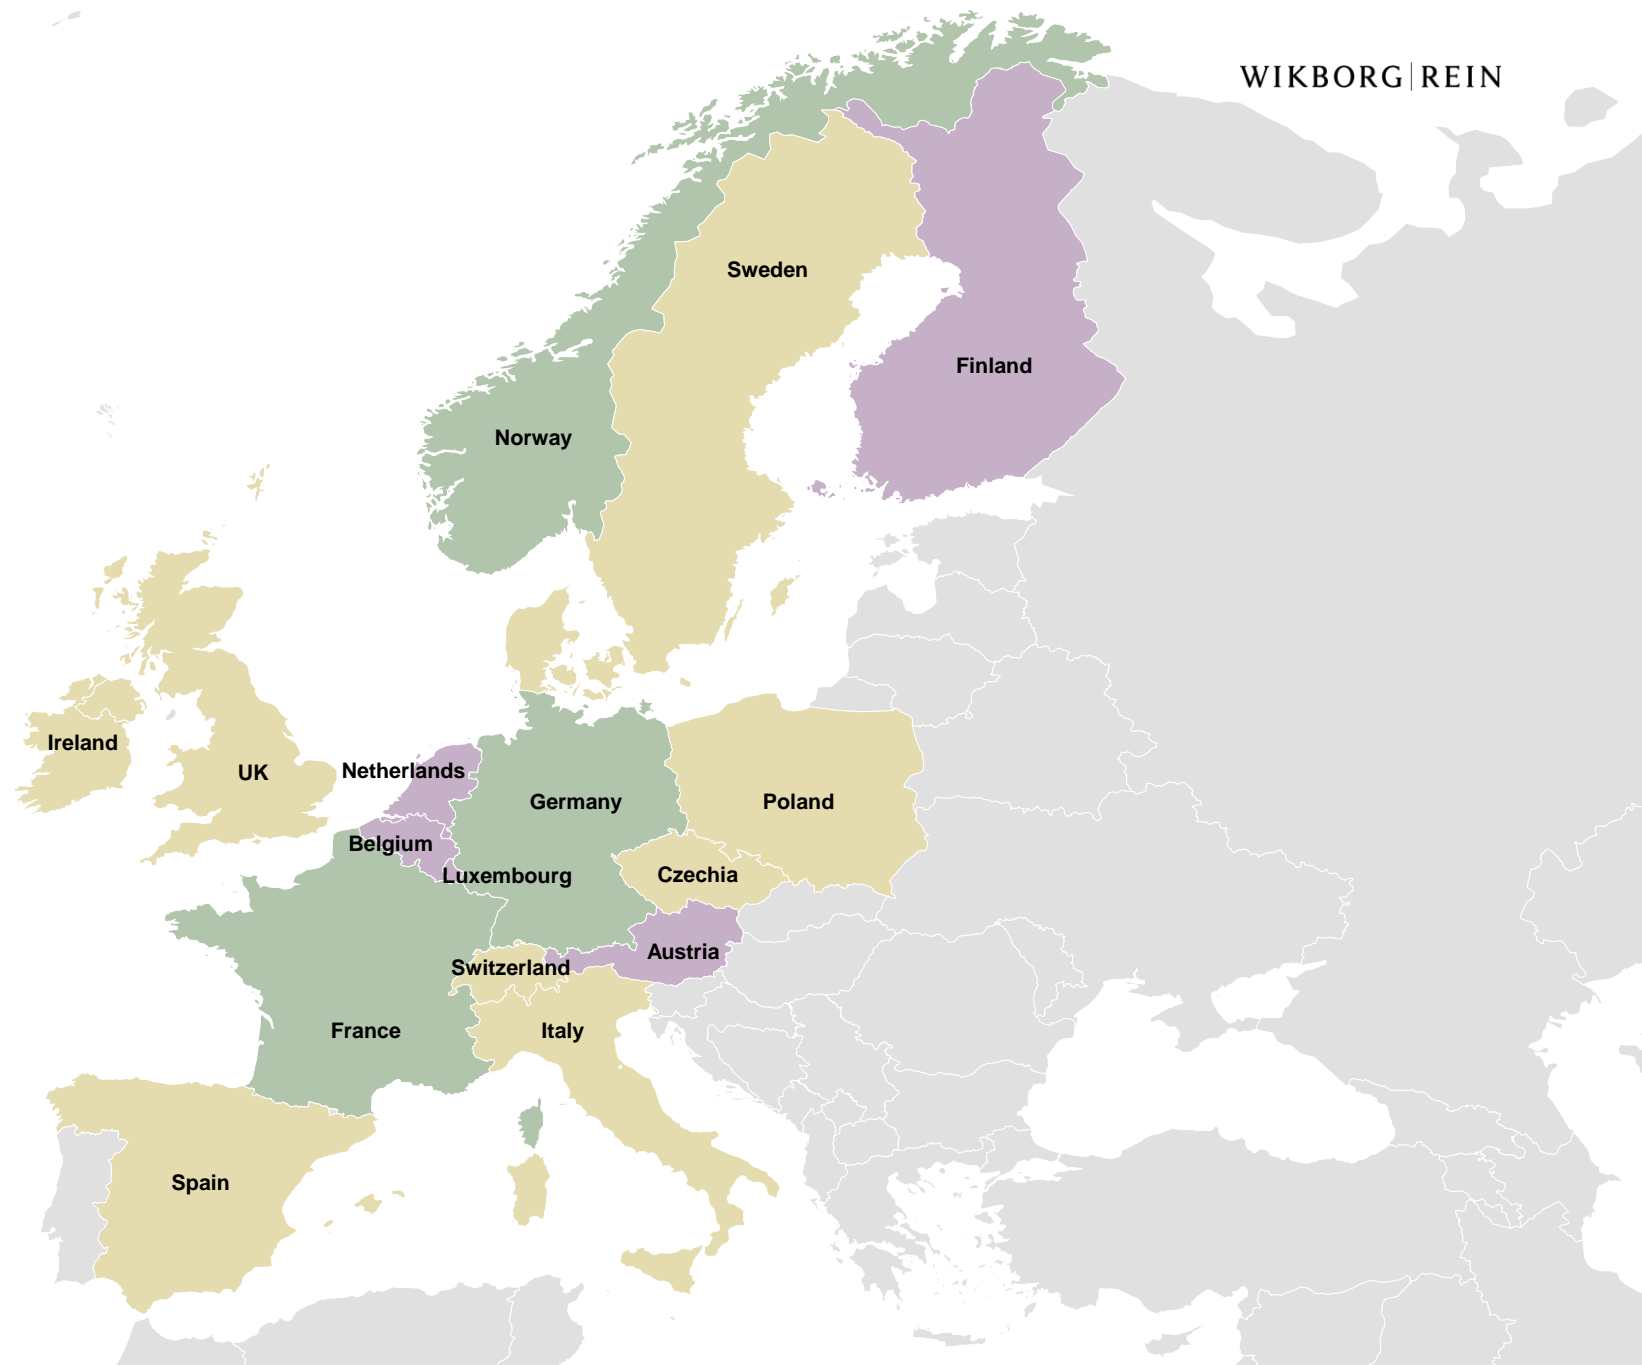 WIKBORG|REIN
Sweden
Finland
Norway
Ireland
UK
Netherlands
Germany
Poland
Belgium
Luxembourg
Czechia
Austria
Switzerland
France
Italy
Spain